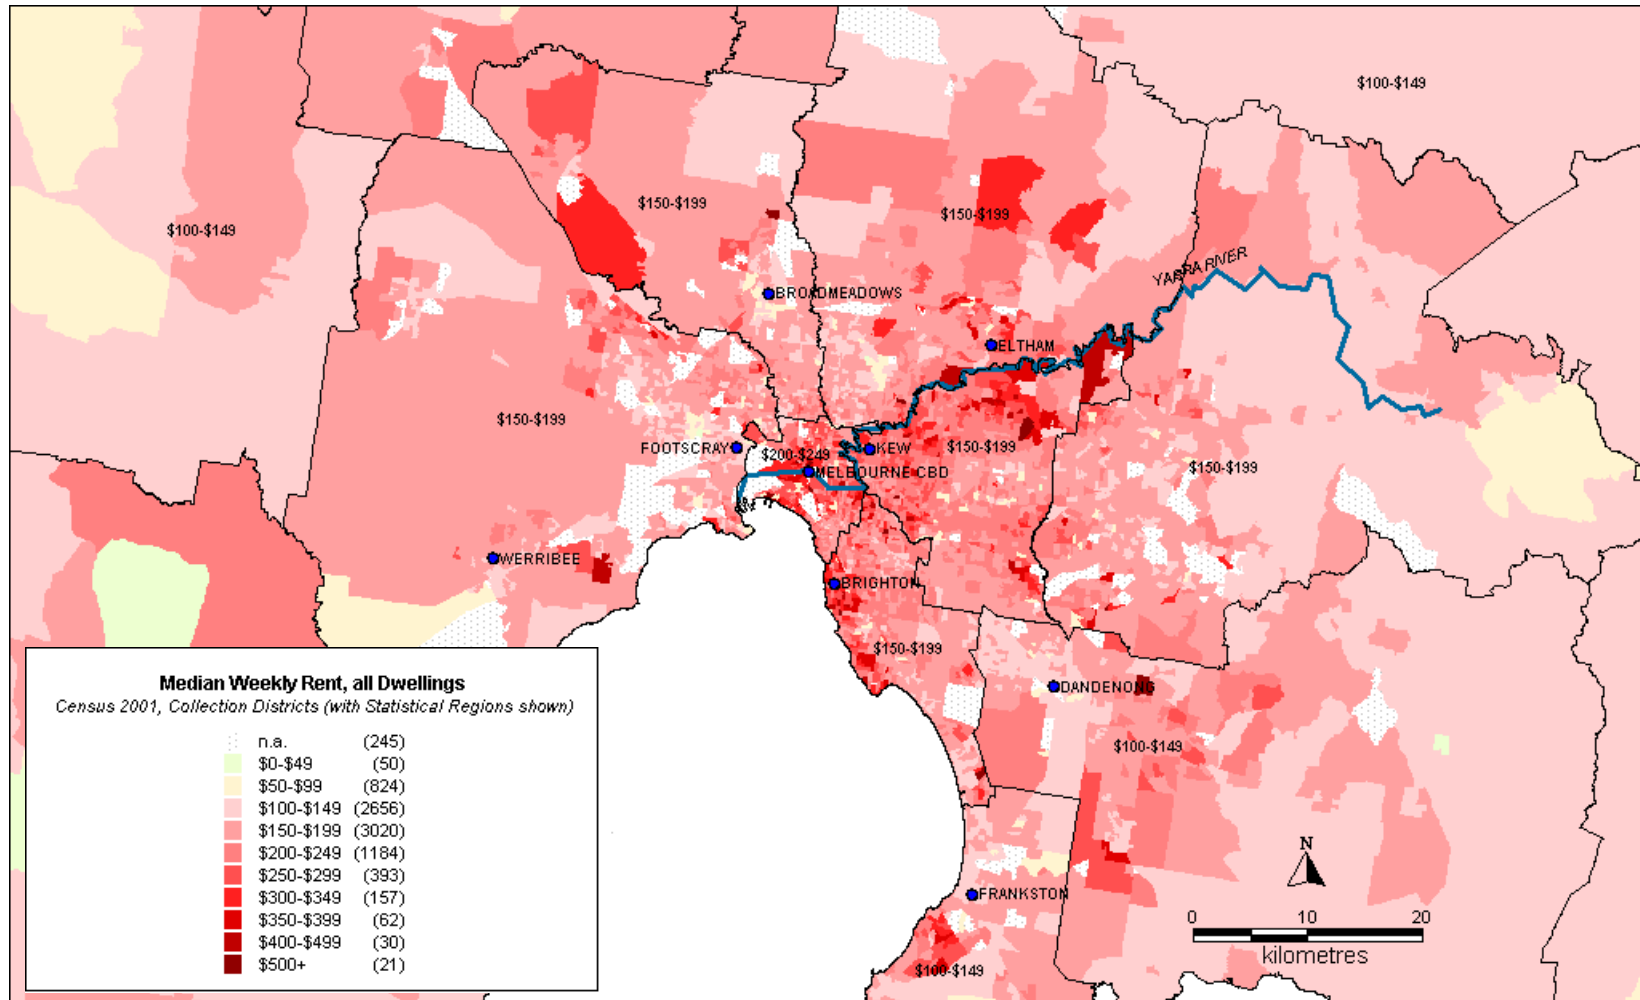 $100-$149
$100-$149
$150-$199
$150-$199
YARRA RIVER
BROADMEADOWS
ELTHAM
$150-$199
FOOTSCRAY
$200-$249
KEW
$150-$199
MELBOURNE CBD
$150-$199
WERRIBEE
BRIGHTON
$150-$199
DANDENONG
$100-$149
FRANKSTON
$100-$149
Median Weekly Rent, all Dwellings
Census 2001, Collection Districts (with Statistical Regions shown)
n.a. (245)
$0-$49 (50)
$50-$99 (824)
$100-$149 (2656)
$150-$199 (3020)
$200-$249 (1184)
$250-$299 (393)
$300-$349 (157)
$350-$399 (62)
$400-$499 (30)
$500+ (21)
N
0 10 20
kilometres